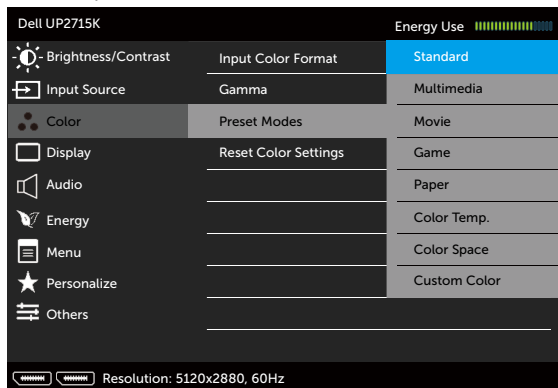 Dell UP2715K
Energy Use
Brightness/Contrast
Input Source
Color
Display
Audio
Energy
Menu
Personalize
Others
Input Color Format
Gamma
Preset Modes
Reset Color Settings
Standard
Multimedia
Movie
Game
Paper
Color Temp.
Color Space
Custom Color
Resolution: 5120x2880, 60Hz